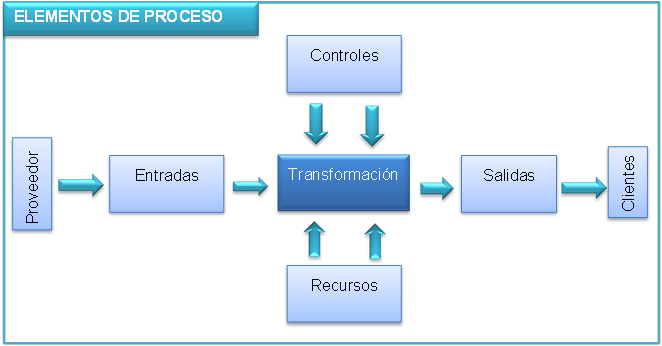 ELEMENTOS DE PROCESO
Controles
Proveedor
Entradas
Transformación
Salidas
Clientes
Recursos